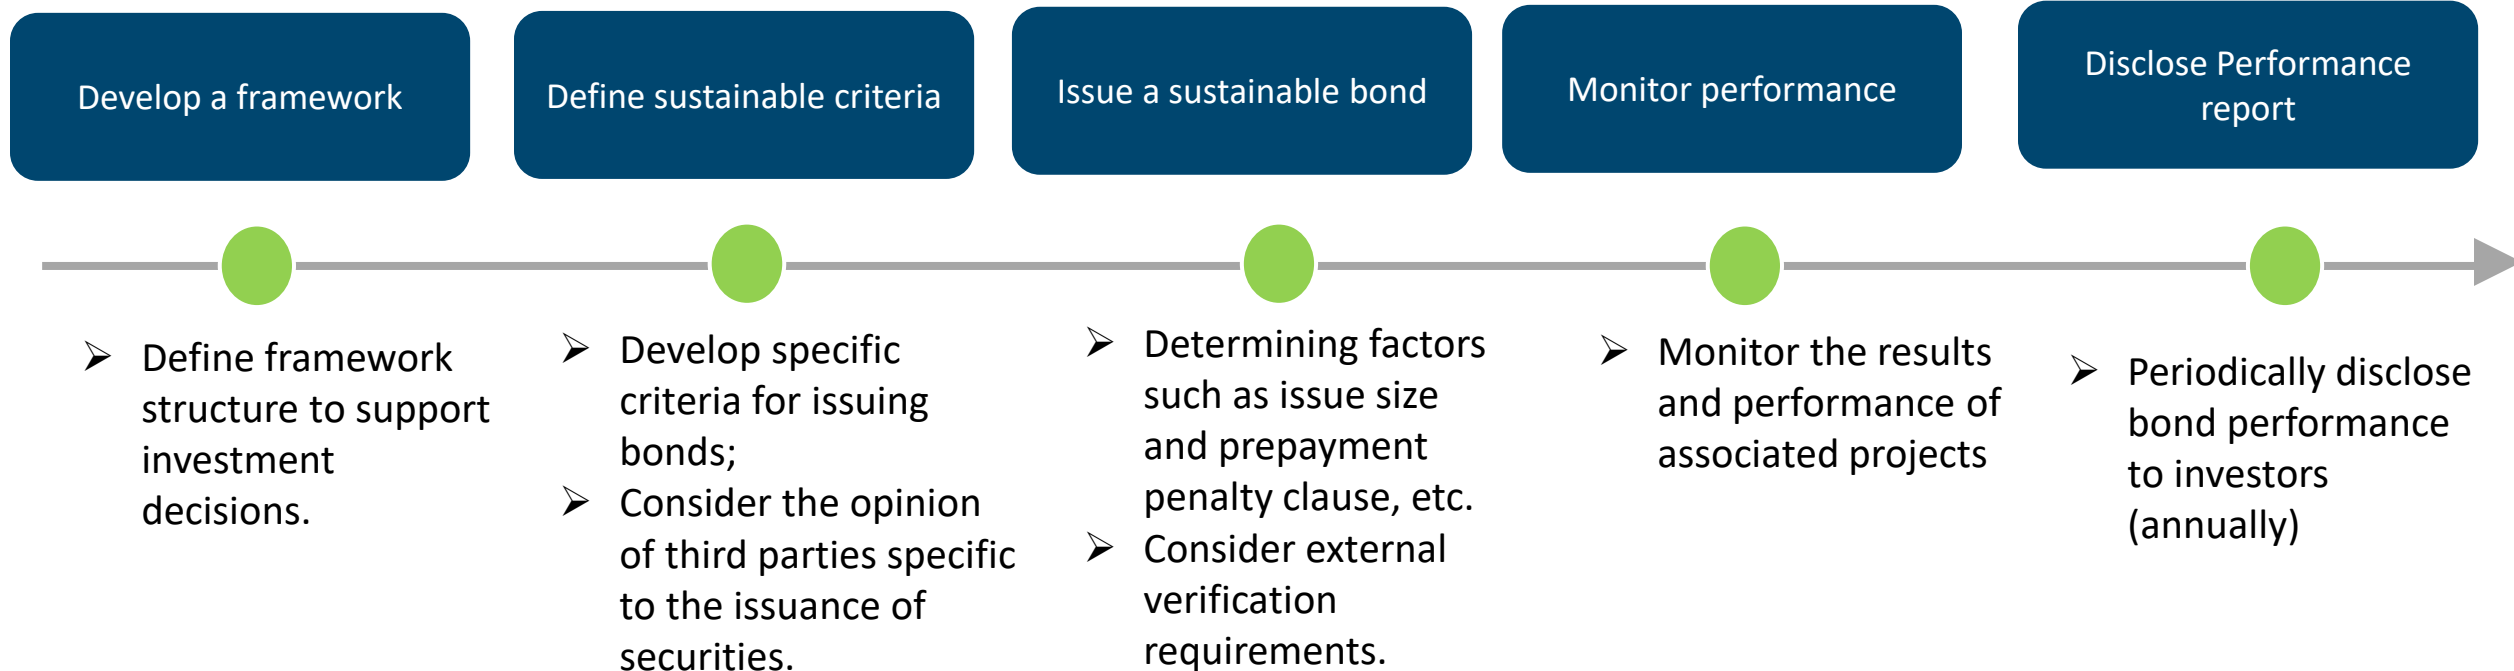 Develop a framework
Define sustainable criteria
Issue a sustainable bond
Monitor performance
Disclose Performance
report
➢ Define framework
structure to support
investment
decisions.
➢ Develop specific
criteria for issuing
bonds;
➢ Consider the opinion
of third parties specific
to the issuance of
securities.
➢ Determining factors
such as issue size
and prepayment
penalty clause, etc.
➢ Consider external
verification
requirements.
➢ Monitor the results
and performance of
associated projects
➢ Periodically disclose
bond performance
to investors
(annually)